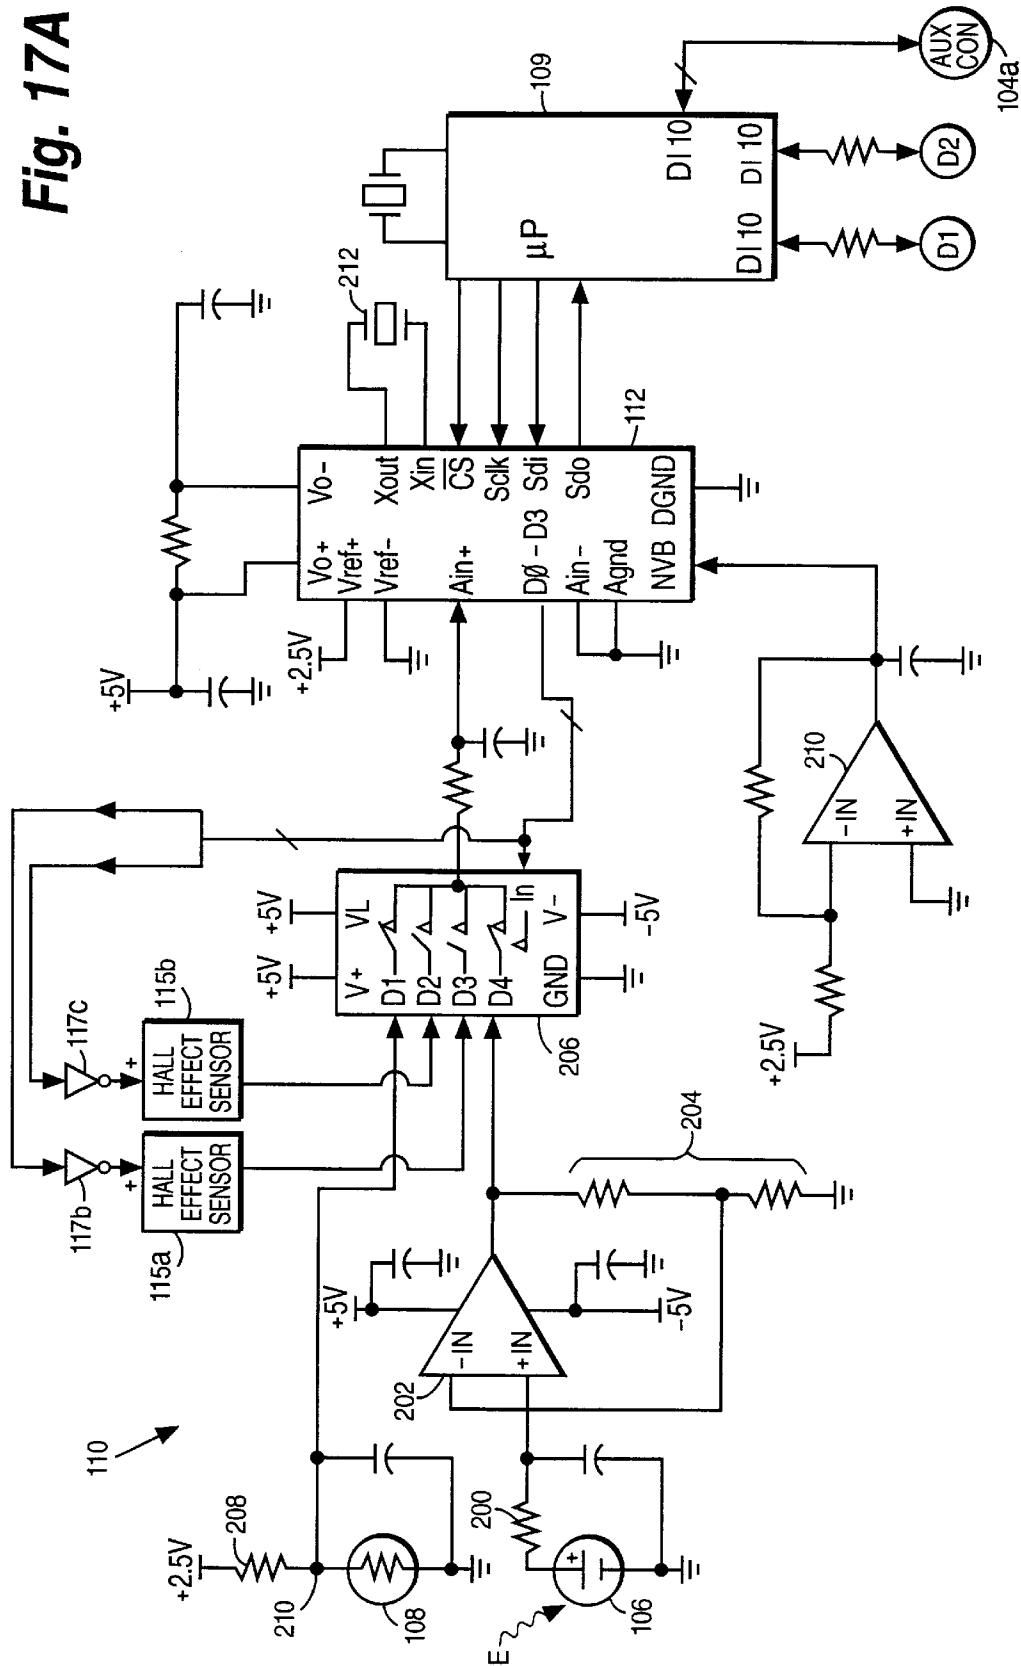 Fig. 17A
110
+2.5V
208
210
108
E
106
200
202
-IN
+IN
+5V
-5V
204
115a
HALL
EFFECT
SENSOR
117b
+
115b
HALL
EFFECT
SENSOR
117c
+
+5V
+5V
V+
VL
D1
D2
D3
D4
In
GND
V-
206
-5V
+5V
+2.5V
Vo+
Vo-
Vref+
Vref-
Xout
Xin
Ain+
CS
Sclk
DØ-D3
Sdi
Ain-
Sdo
Agnd
NVB
DGND
112
212
µP
109
DI 10
DI 10
DI 10
D1
D2
AUX
CON
104a
+2.5V
-IN
+IN
210